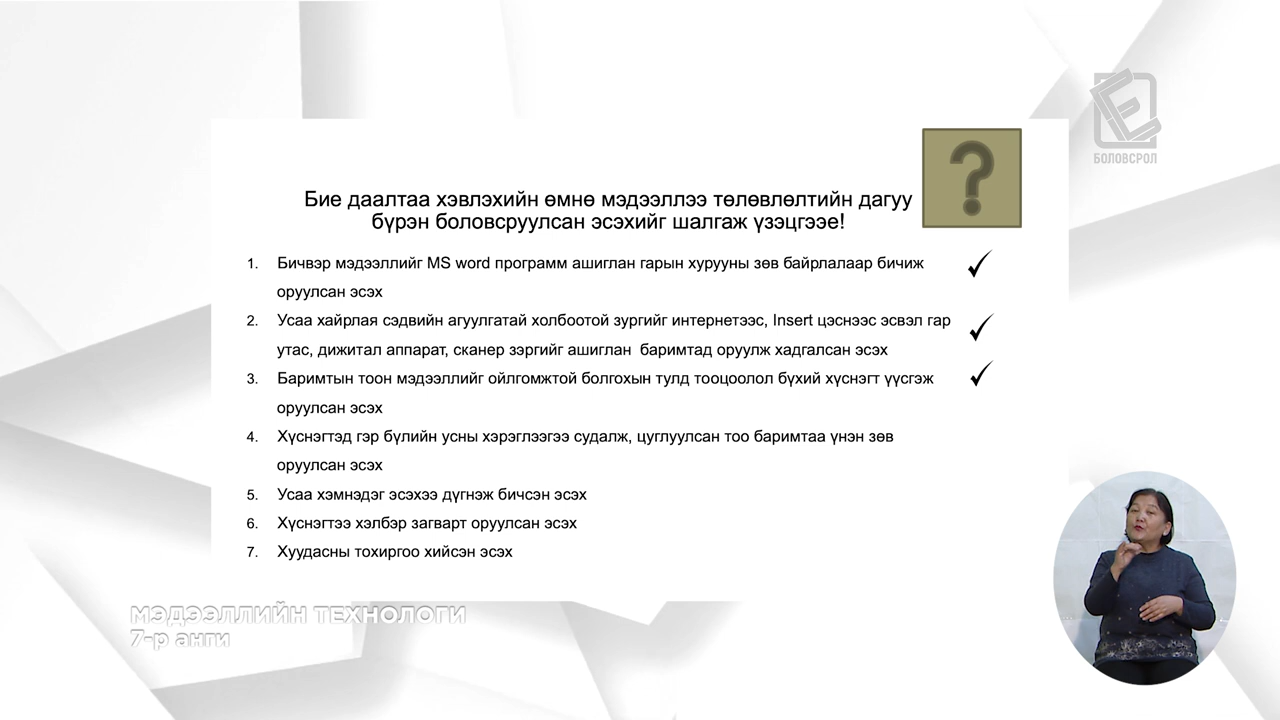 БОЛОВСРОЛ
Бие даалтаа хэвлэхийн өмнө мэдээллээ төлөвлөлтийн дагуу
бүрэн боловсруулсан эсэхийг шалгаж үзэцгээе!
?
1. Бичвэр мэдээллийг MS word программ ашиглан гарын хурууны зөв байрлалаар бичиж
оруулсан эсэх
2. Усаа хайрлая сэдвийн агуулгатай холбоотой зургийг интернетээс, Insert цэснээс эсвэл гар
утас, дижитал аппарат, сканер зэргийг ашиглан баримтад оруулж хадгалсан эсэх
3. Баримтын тоон мэдээллийг ойлгомжтой болгохын тулд тооцоолол бүхий хүснэгт үүсгэж
оруулсан эсэх
4. Хүснэгтэд гэр бүлийн усны хэрэглээгээ судалж, цуглуулсан тоо баримтаа үнэн зөв
оруулсан эсэх
5. Усаа хэмнэдэг эсэхээ дүгнэж бичсэн эсэх
6. Хүснэгтээ хэлбэр загварт оруулсан эсэх
7. Хуудасны тохиргоо хийсэн эсэх
МЭДЭЭЛЛИЙН ТЕХНОЛОГИ
7-р анги